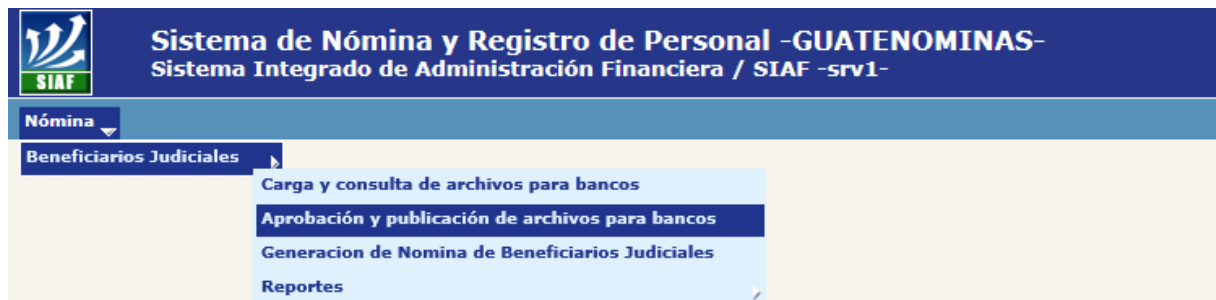 SIAF
Sistema de Nómina y Registro de Personal -GUATENOMINAS-
Sistema Integrado de Administración Financiera / SIAF -srv1-
Nómina
Beneficiarios Judiciales
Carga y consulta de archivos para bancos
Aprobación y publicación de archivos para bancos
Generacion de Nomina de Beneficiarios Judiciales
Reportes